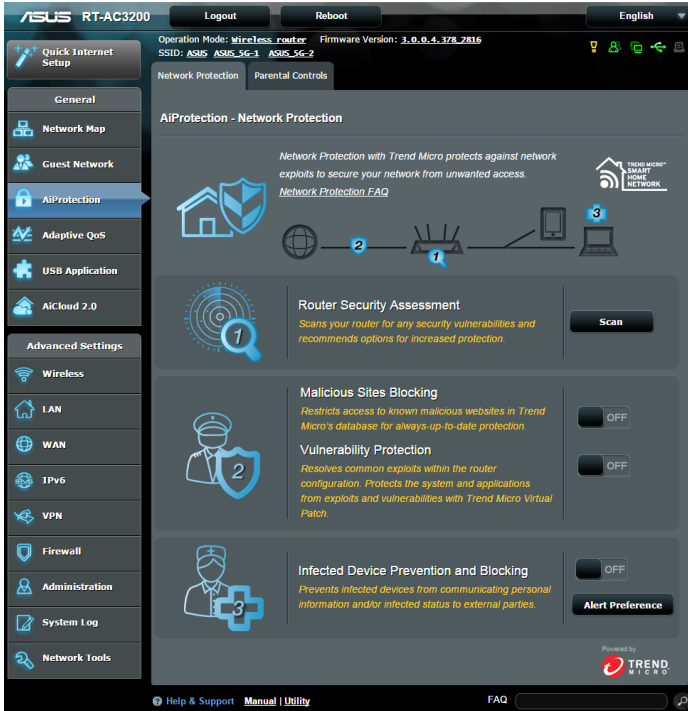 ASUS RT-AC3200 Logout Reboot English
Operation Mode: Wireless router Firmware Version: 3.0.0.4.378_2816
SSID: ASUS ASUS_5G-1 ASUS_5G-2
Quick Internet
Setup
General
Network Map
Guest Network
AiProtection
Adaptive QoS
USB Application
AiCloud 2.0
Advanced Settings
Wireless
LAN
WAN
IPv6
IPv6
VPN
Firewall
Administration
System Log
Network Tools
Network Protection Parental Controls
AiProtection - Network Protection
Network Protection with Trend Micro protects against network
exploits to secure your network from unwanted access.
Network Protection FAQ
TREND MICRO™
SMART
HOME
NETWORK
2
1
3
1
Router Security Assessment
Scans your router for any security vulnerabilities and
recommends options for increased protection.
Scan
2
Malicious Sites Blocking
Restricts access to known malicious websites in Trend
Micro's database for always-up-to-date protection.
OFF
Vulnerability Protection
Resolves common exploits within the router
configuration. Protects the system and applications
from exploits and vulnerabilities with Trend Micro Virtual
Patch.
OFF
3
Infected Device Prevention and Blocking
Prevents infected devices from communicating personal
information and/or infected status to external parties.
OFF
Alert Preference
Powered by
TREND
MICRO
Help & Support Manual | Utility FAQ